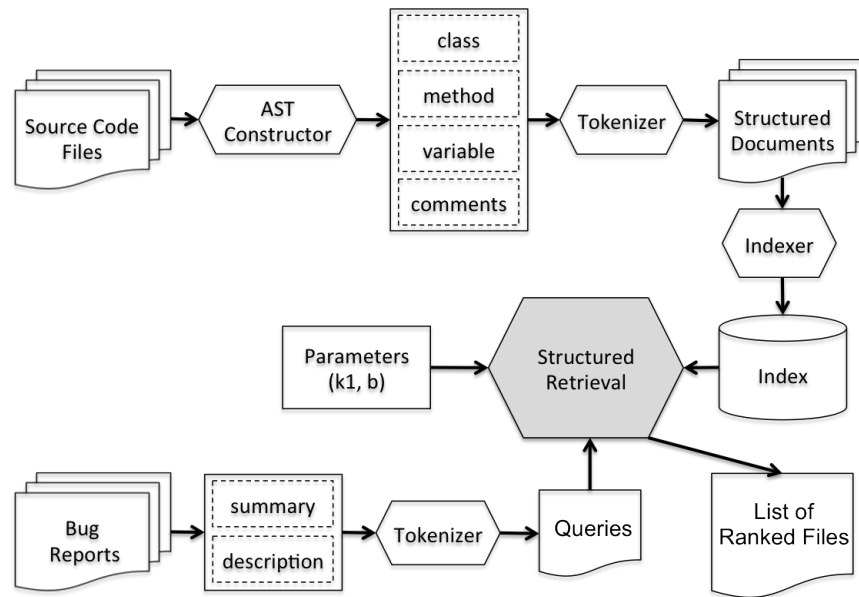 Source Code
Files
AST
Constructor
class
method
variable
comments
Tokenizer
Structured
Documents
Indexer
Parameters
(k1, b)
Structured
Retrieval
Index
Bug
Reports
summary
description
Tokenizer
Queries
List of
Ranked Files